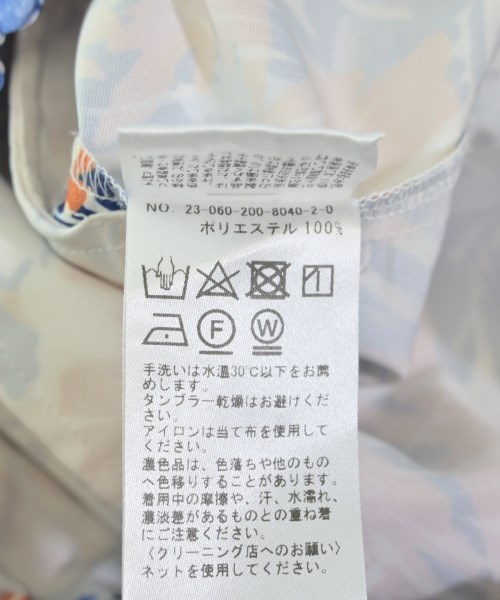 NO. 23-060-200-8040-2-0
ポリエステル 100%
F
W
手洗いは水温30℃以下をお薦
めします。
タンブラー乾燥はお避けくだ
さい。
アイロンは当て布を使用して
ください。
濃色品は、色落ちや他のもの
へ色移りすることがあります。
着用中の摩擦や、汗、水濡れ、
濃淡差があるものとの重ね着
にご注意ください。
〈クリーニング店へのお願い〉
ネットを使用してください。